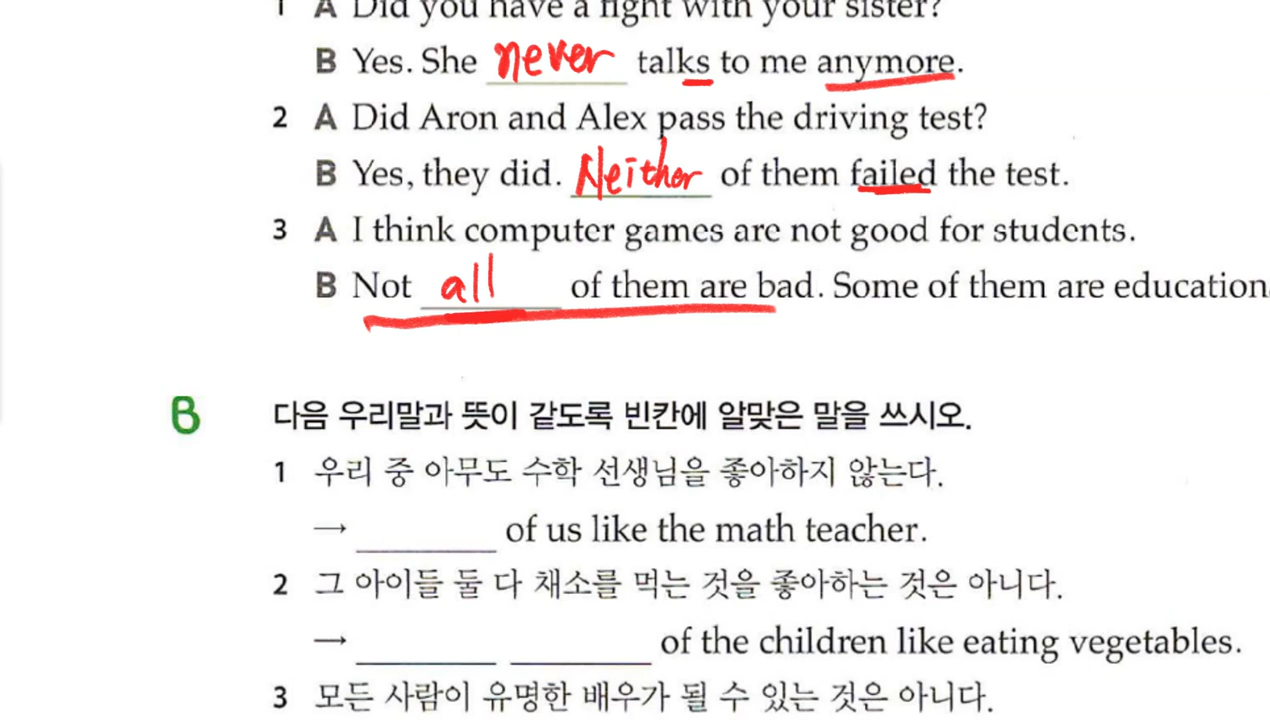 1 A Did you have a fight with your sister?
B Yes. She never talks to me anymore.
2 A Did Aron and Alex pass the driving test?
B Yes, they did. Neither of them failed the test.
3 A I think computer games are not good for students.
B Not all of them are bad. Some of them are education
B 다음 우리말과 뜻이 같도록 빈칸에 알맞은 말을 쓰시오.
1 우리 중 아무도 수학 선생님을 좋아하지 않는다.
→ ______ of us like the math teacher.
2 그 아이들 둘 다 채소를 먹는 것을 좋아하는 것은 아니다.
→ ______ ______ of the children like eating vegetables.
3 모든 사람이 유명한 배우가 될 수 있는 것은 아니다.